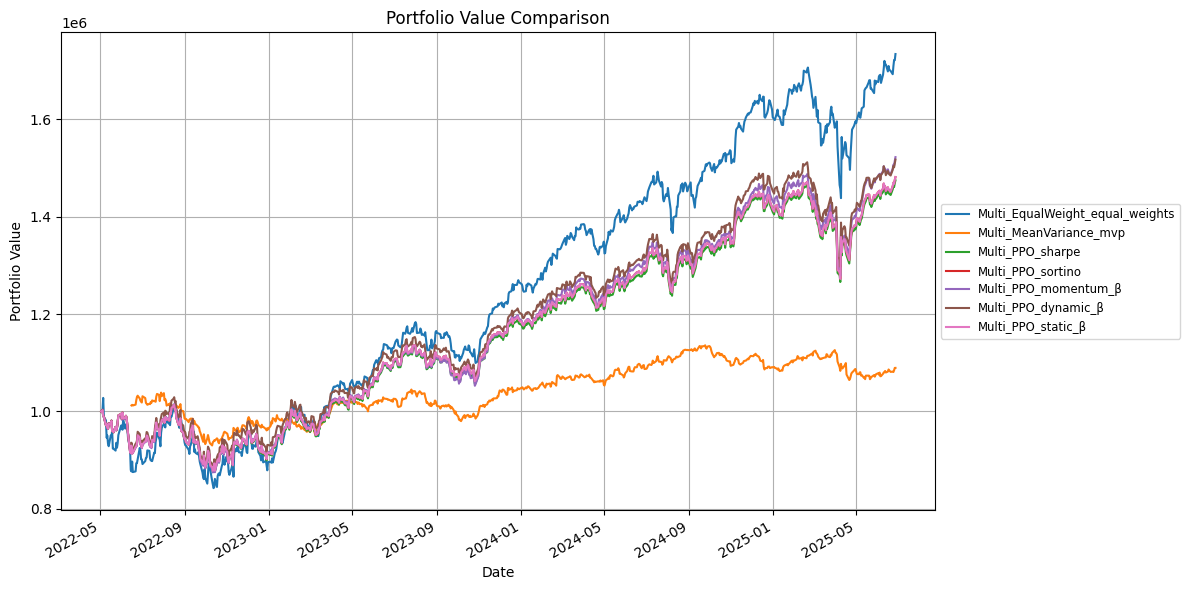 Portfolio Value Comparison
1e6
Portfolio Value
1.6
1.4
1.2
1.0
0.8
2022-05
2022-09
2023-01
2023-05
2023-09
2024-01
2024-05
2024-09
2025-01
2025-05
Date
Multi_EqualWeight_equal_weights
Multi_MeanVariance_mvp
Multi_PPO_sharpe
Multi_PPO_sortino
Multi_PPO_momentum_β
Multi_PPO_dynamic_β
Multi_PPO_static_β